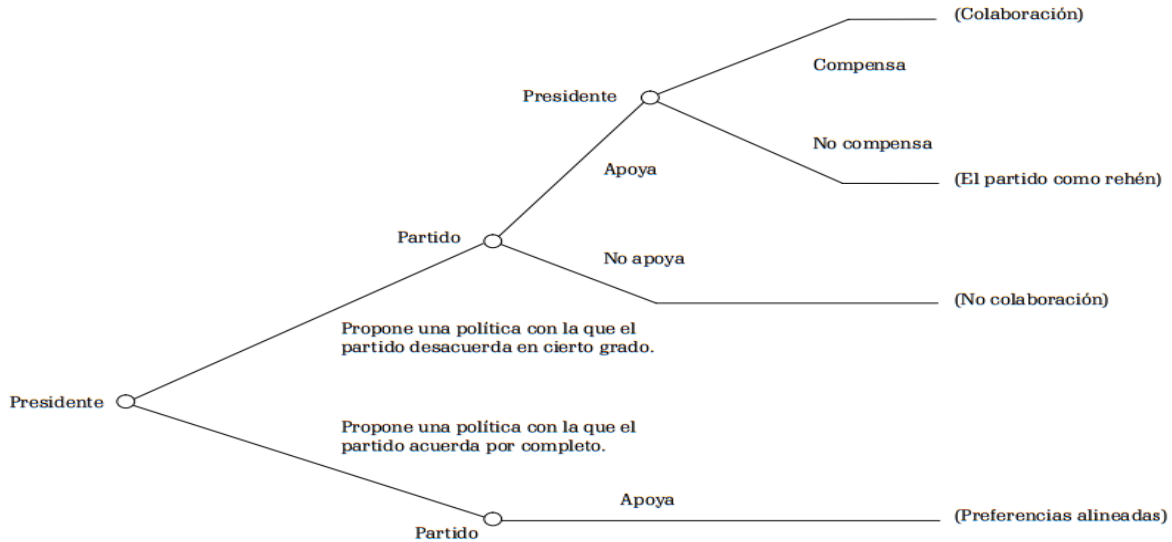 (Colaboración)
Compensa
Presidente
No compensa
Apoya
(El partido como rehén)
Partido
No apoya
(No colaboración)
Propone una política con la que el
partido desacuerda en cierto grado.
Presidente
Propone una política con la que el
partido acuerda por completo.
Apoya
(Preferencias alineadas)
Partido